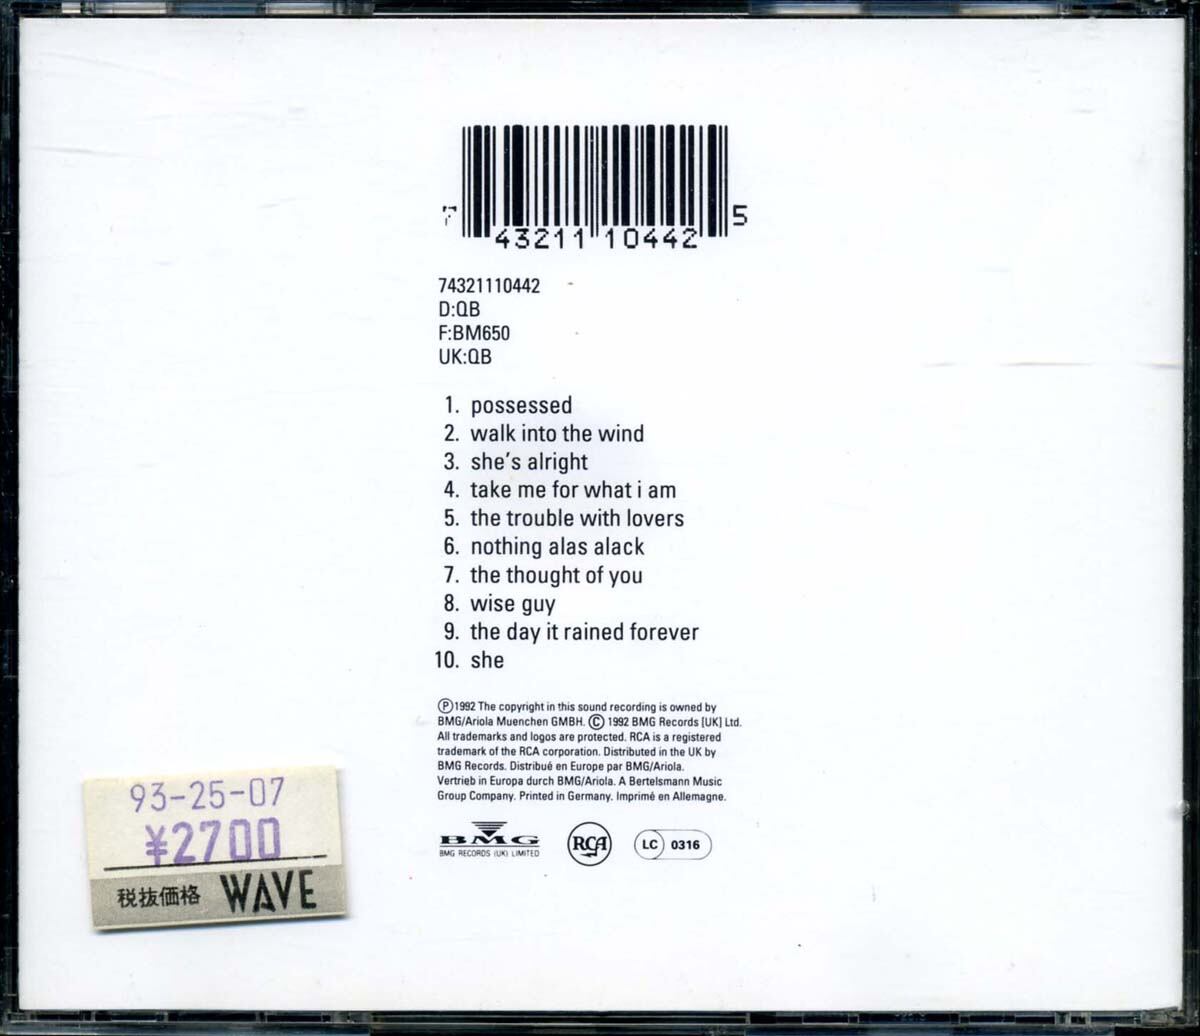 7 43211 10442 5
74321110442
D:QB
F:BM650
UK:QB
1. possessed
2. walk into the wind
3. she's alright
4. take me for what i am
5. the trouble with lovers
6. nothing alas alack
7. the thought of you
8. wise guy
9. the day it rained forever
10. she
Ⓟ1992 The copyright in this sound recording is owned by
BMG/Ariola Muenchen GMBH. © 1992 BMG Records [UK] Ltd.
All trademarks and logos are protected. RCA is a registered
trademark of the RCA corporation. Distributed in the UK by
BMG Records. Distribué en Europe par BMG/Ariola.
Vertrieb in Europa durch BMG/Ariola. A Bertelsmann Music
Group Company. Printed in Germany. Imprimé en Allemagne.
BMG
BMG RECORDS (UK) LIMITED
RCA
LC 0316
93-25-07
¥2700
税抜価格 WAVE